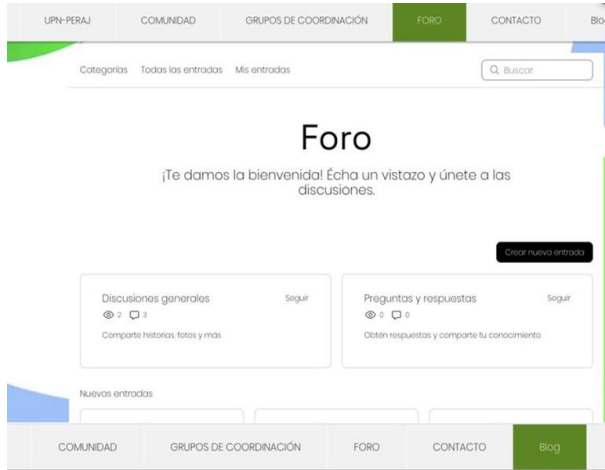 UPN-PERAJ COMUNIDAD GRUPOS DE COORDINACIÓN FORO CONTACTO Blo
Categorías Todas las entradas Mis entradas Buscar
Foro
¡Te damos la bienvenida! Écha un vistazo y únete a las
discusiones.
Crear nueva entrada
Discusiones generales Seguir
2 3
Comparte historias, fotos y más
Preguntas y respuestas Seguir
0 0
Obtén respuestas y comparte tu conocimiento
Nuevas entradas
COMUNIDAD GRUPOS DE COORDINACIÓN FORO CONTACTO Blog